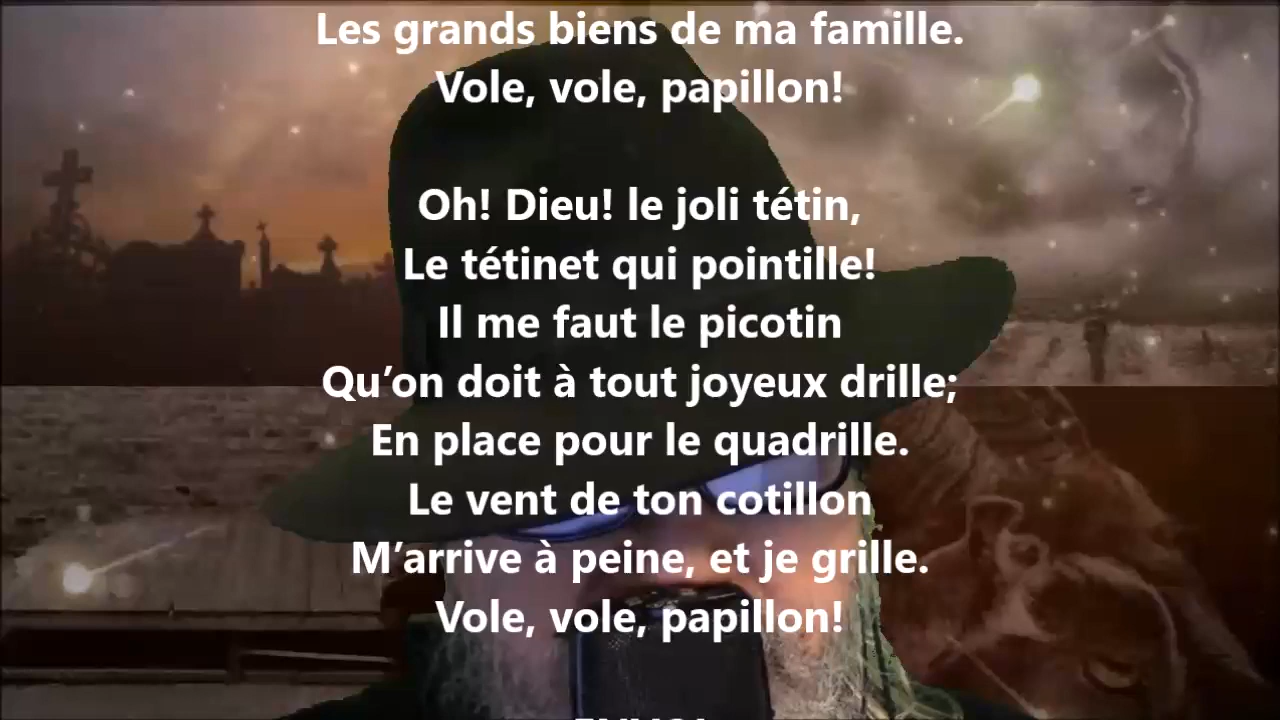 Les grands biens de ma famille.
Vole, vole, papillon!
Oh! Dieu! le joli tétin,
Le tétinet qui pointille!
Il me faut le picotin
Qu’on doit à tout joyeux drille;
En place pour le quadrille.
Le vent de ton cotillon
M’arrive à peine, et je grille.
Vole, vole, papillon!